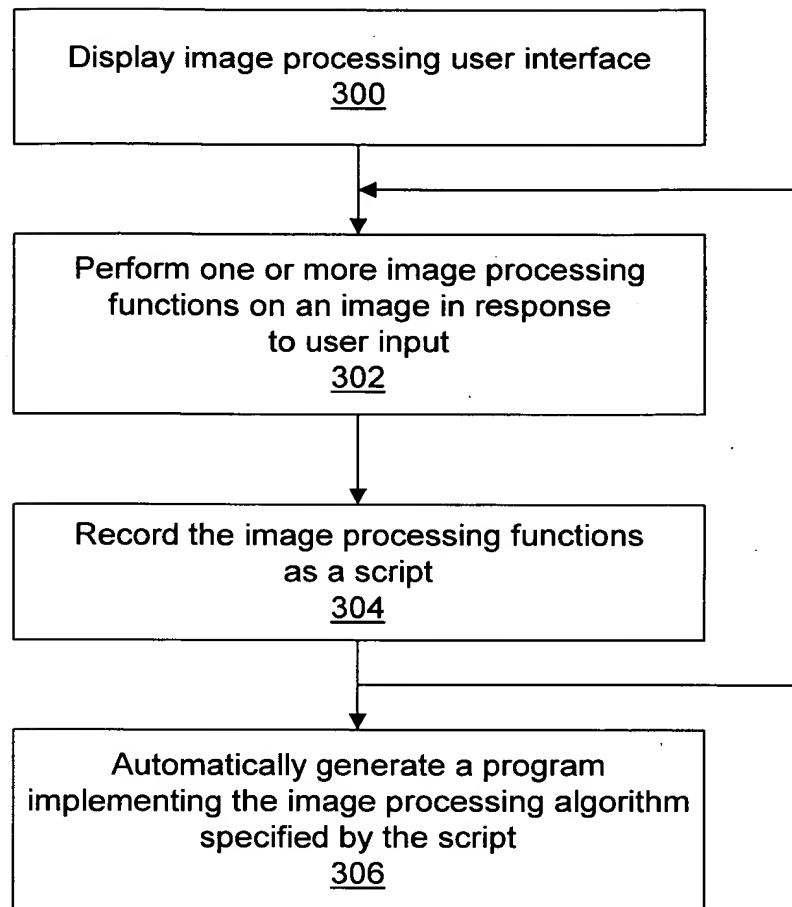 Display image processing user interface
300
Perform one or more image processing
functions on an image in response
to user input
302
Record the image processing functions
as a script
304
Automatically generate a program
implementing the image processing algorithm
specified by the script
306